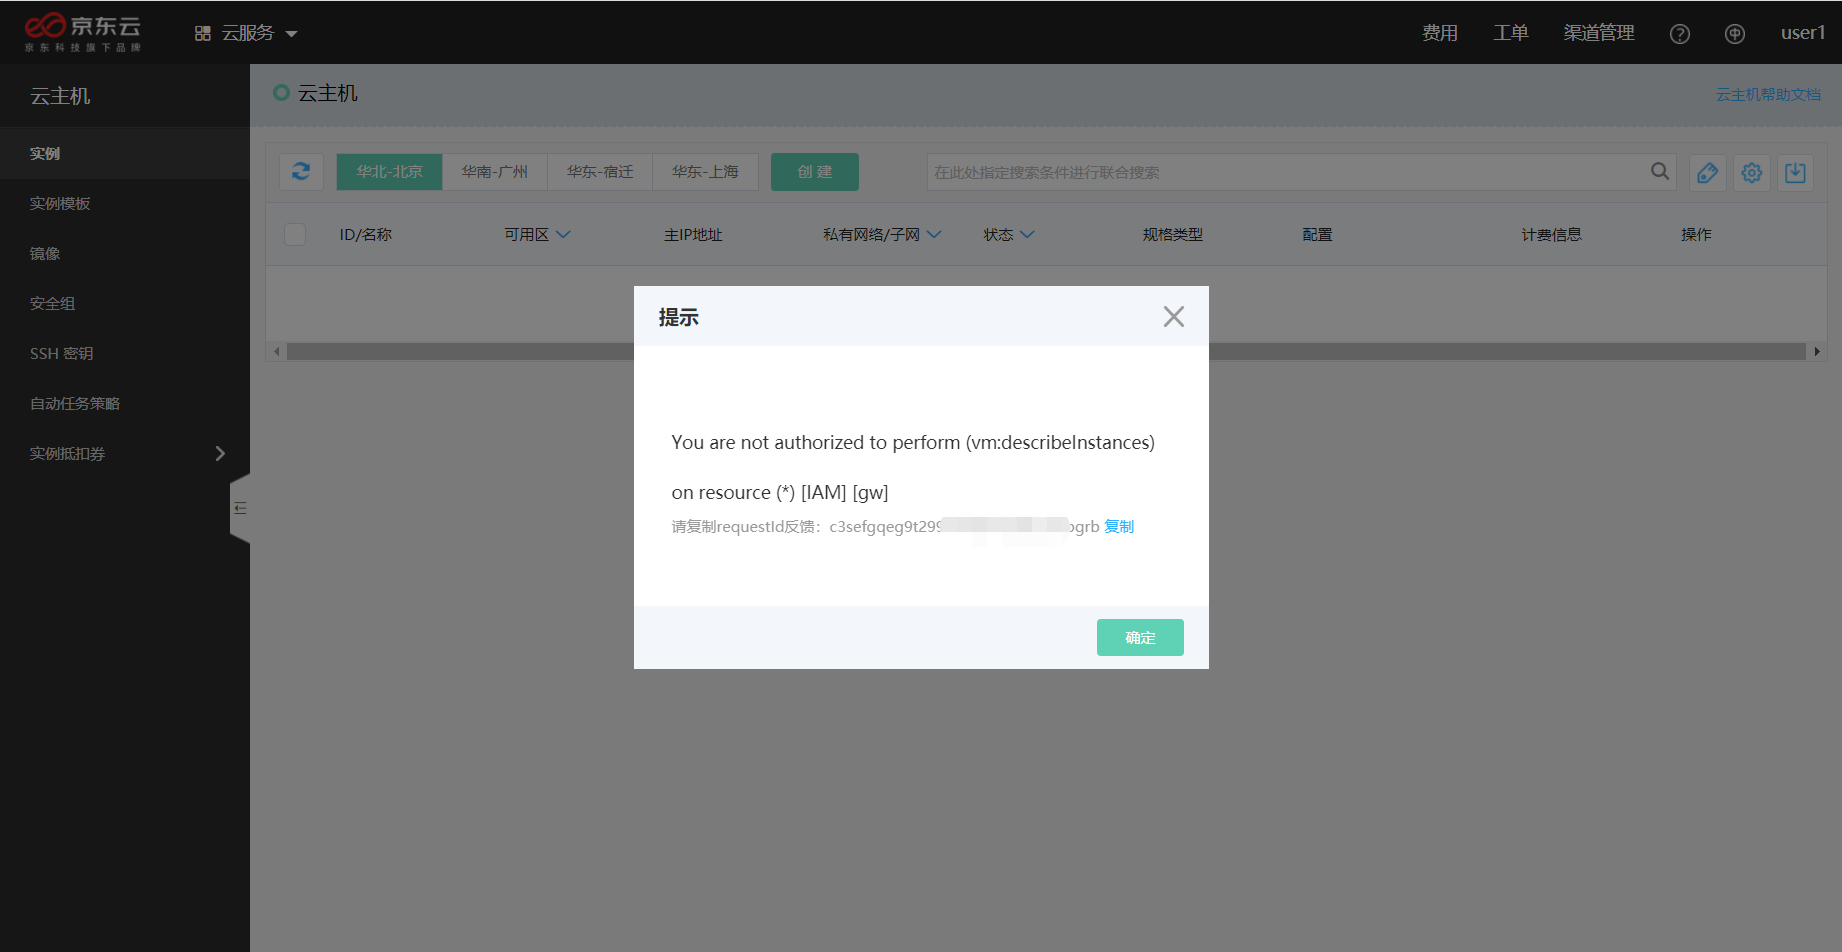 京东云
京东科技旗下品牌
云服务
费用
工单
渠道管理
user1
云主机
实例
实例模板
镜像
安全组
SSH 密钥
自动任务策略
实例抵扣券
云主机
云主机帮助文档
华北-北京
华南-广州
华东-宿迁
华东-上海
创 建
在此处指定搜索条件进行联合搜索
ID/名称
可用区
主IP地址
私有网络/子网
状态
规格类型
配置
计费信息
操作
提示
You are not authorized to perform (vm:describeInstances)
on resource (*) [IAM] [gw]
请复制requestId反馈：c3sefgqeg9t299 ogrb 复制
确定